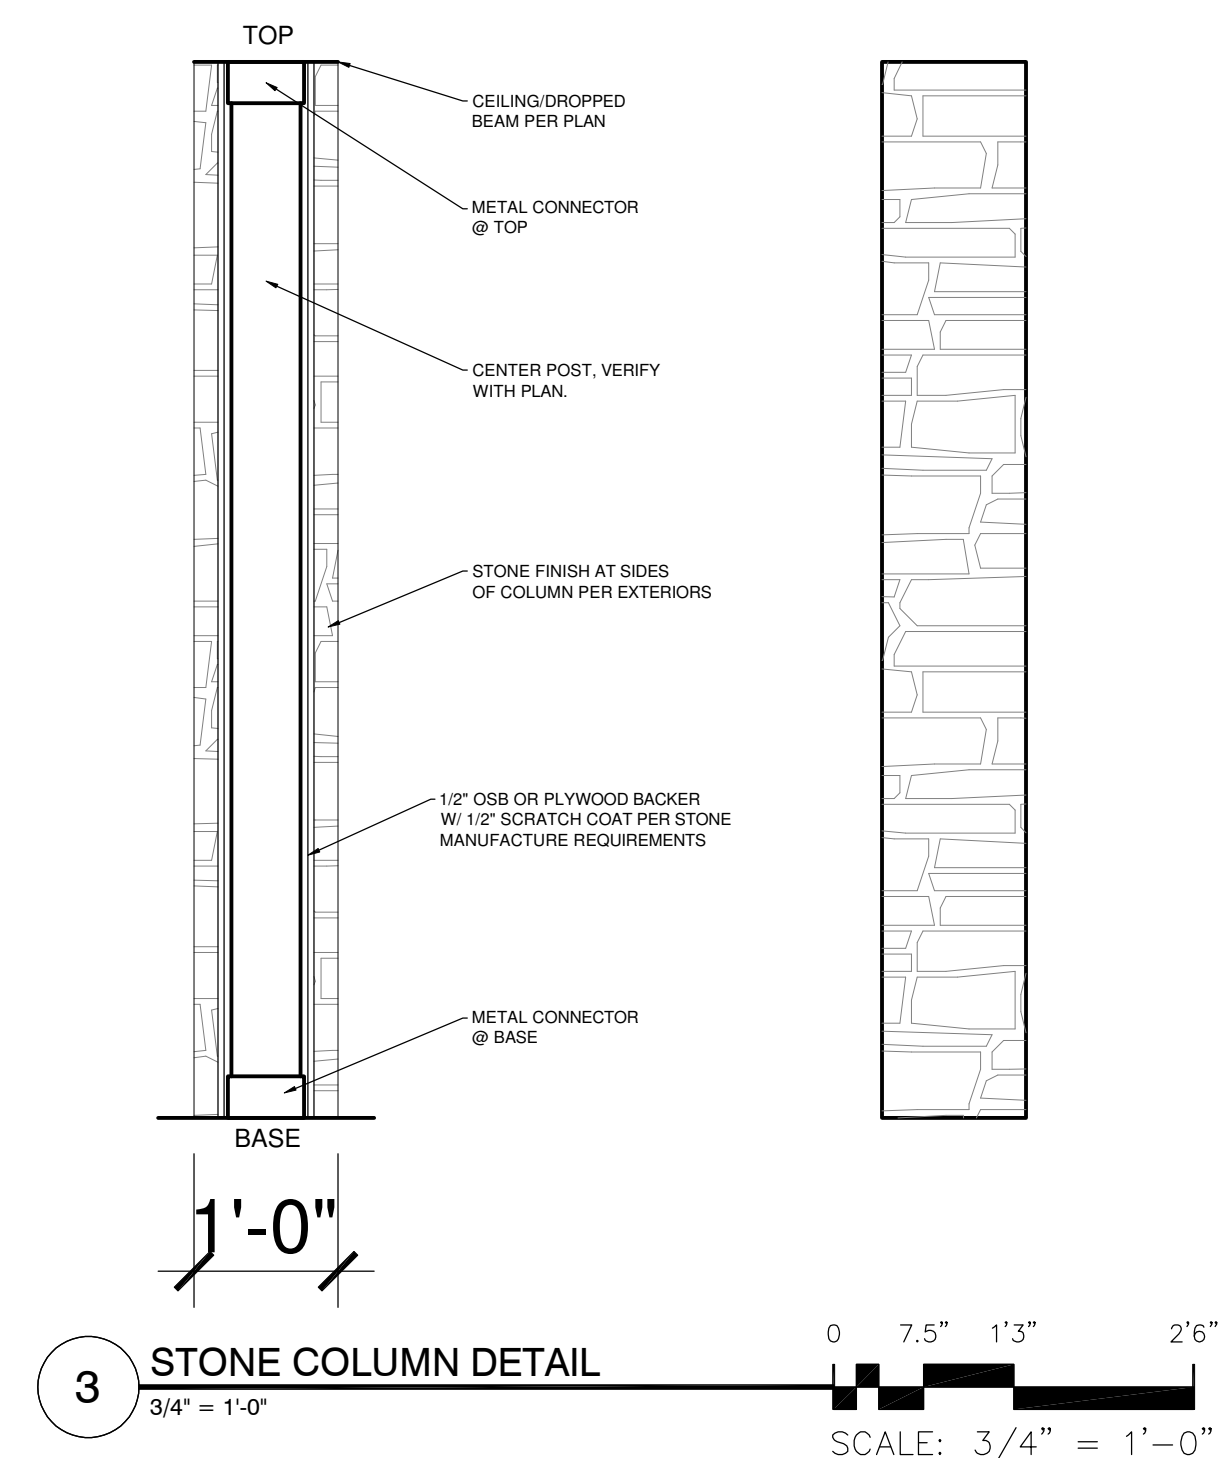 TOP
CEILING/DROPPED
BEAM PER PLAN
METAL CONNECTOR
@ TOP
CENTER POST, VERIFY
WITH PLAN.
STONE FINISH AT SIDES
OF COLUMN PER EXTERIORS
1/2" OSB OR PLYWOOD BACKER
W/ 1/2" SCRATCH COAT PER STONE
MANUFACTURE REQUIREMENTS
METAL CONNECTOR
@ BASE
BASE
1'-0"
3
STONE COLUMN DETAIL
3/4" = 1'-0"
0 7.5” 1’3” 2’6”
SCALE: 3/4” = 1’-0”